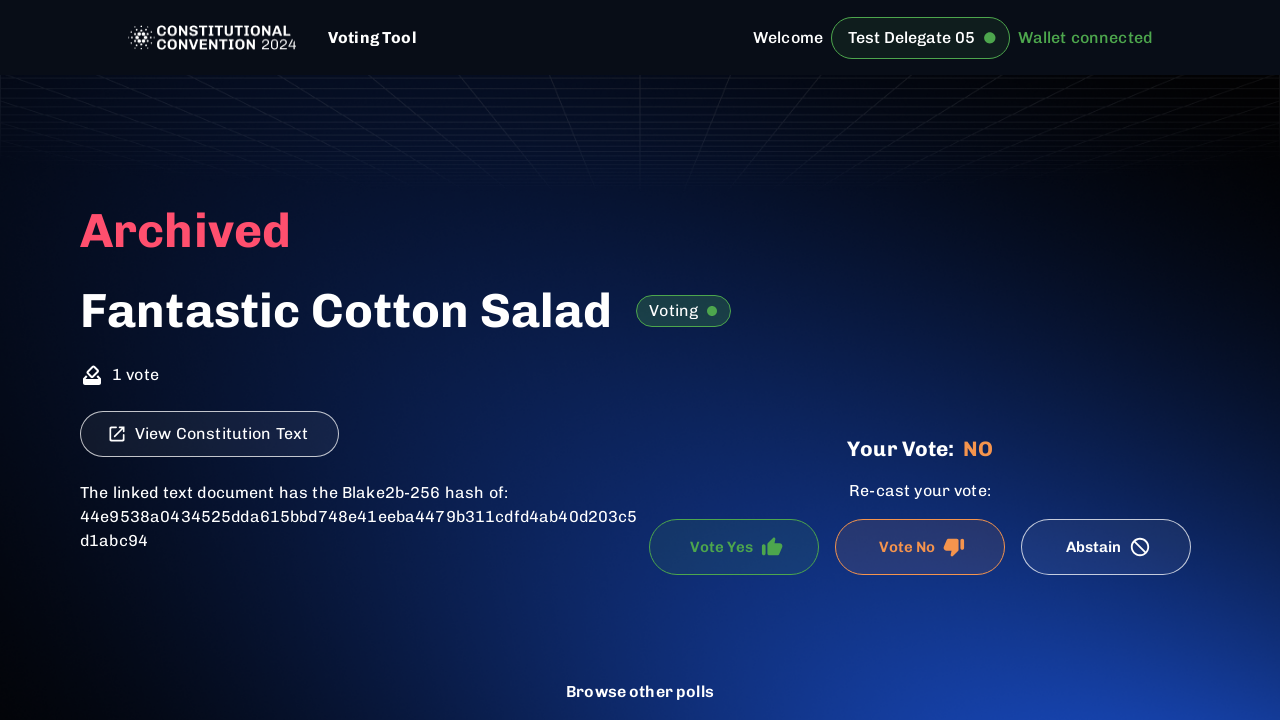 CONSTITUTIONAL
CONVENTION 2024
Voting Tool
Welcome
Test Delegate 05
Wallet connected
Archived
Fantastic Cotton Salad
Voting
1 vote
View Constitution Text
The linked text document has the Blake2b-256 hash of:
44e9538a0434525dda615bbd748e41eeba4479b311cdfd4ab40d203c5
d1abc94
Your Vote: NO
Re-cast your vote:
Vote Yes
Vote No
Abstain
Browse other polls